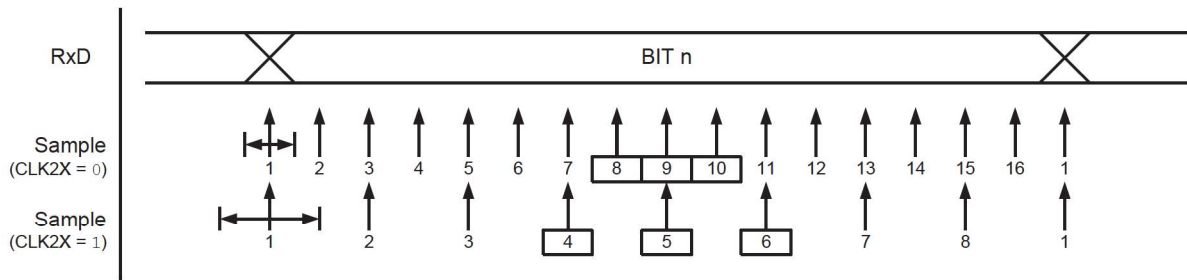 RxD BIT n
Sample
(CLK2X = 0)
1 2 3 4 5 6 7 8 9 10 11 12 13 14 15 16 1
Sample
(CLK2X = 1)
1 2 3 4 5 6 7 8 1